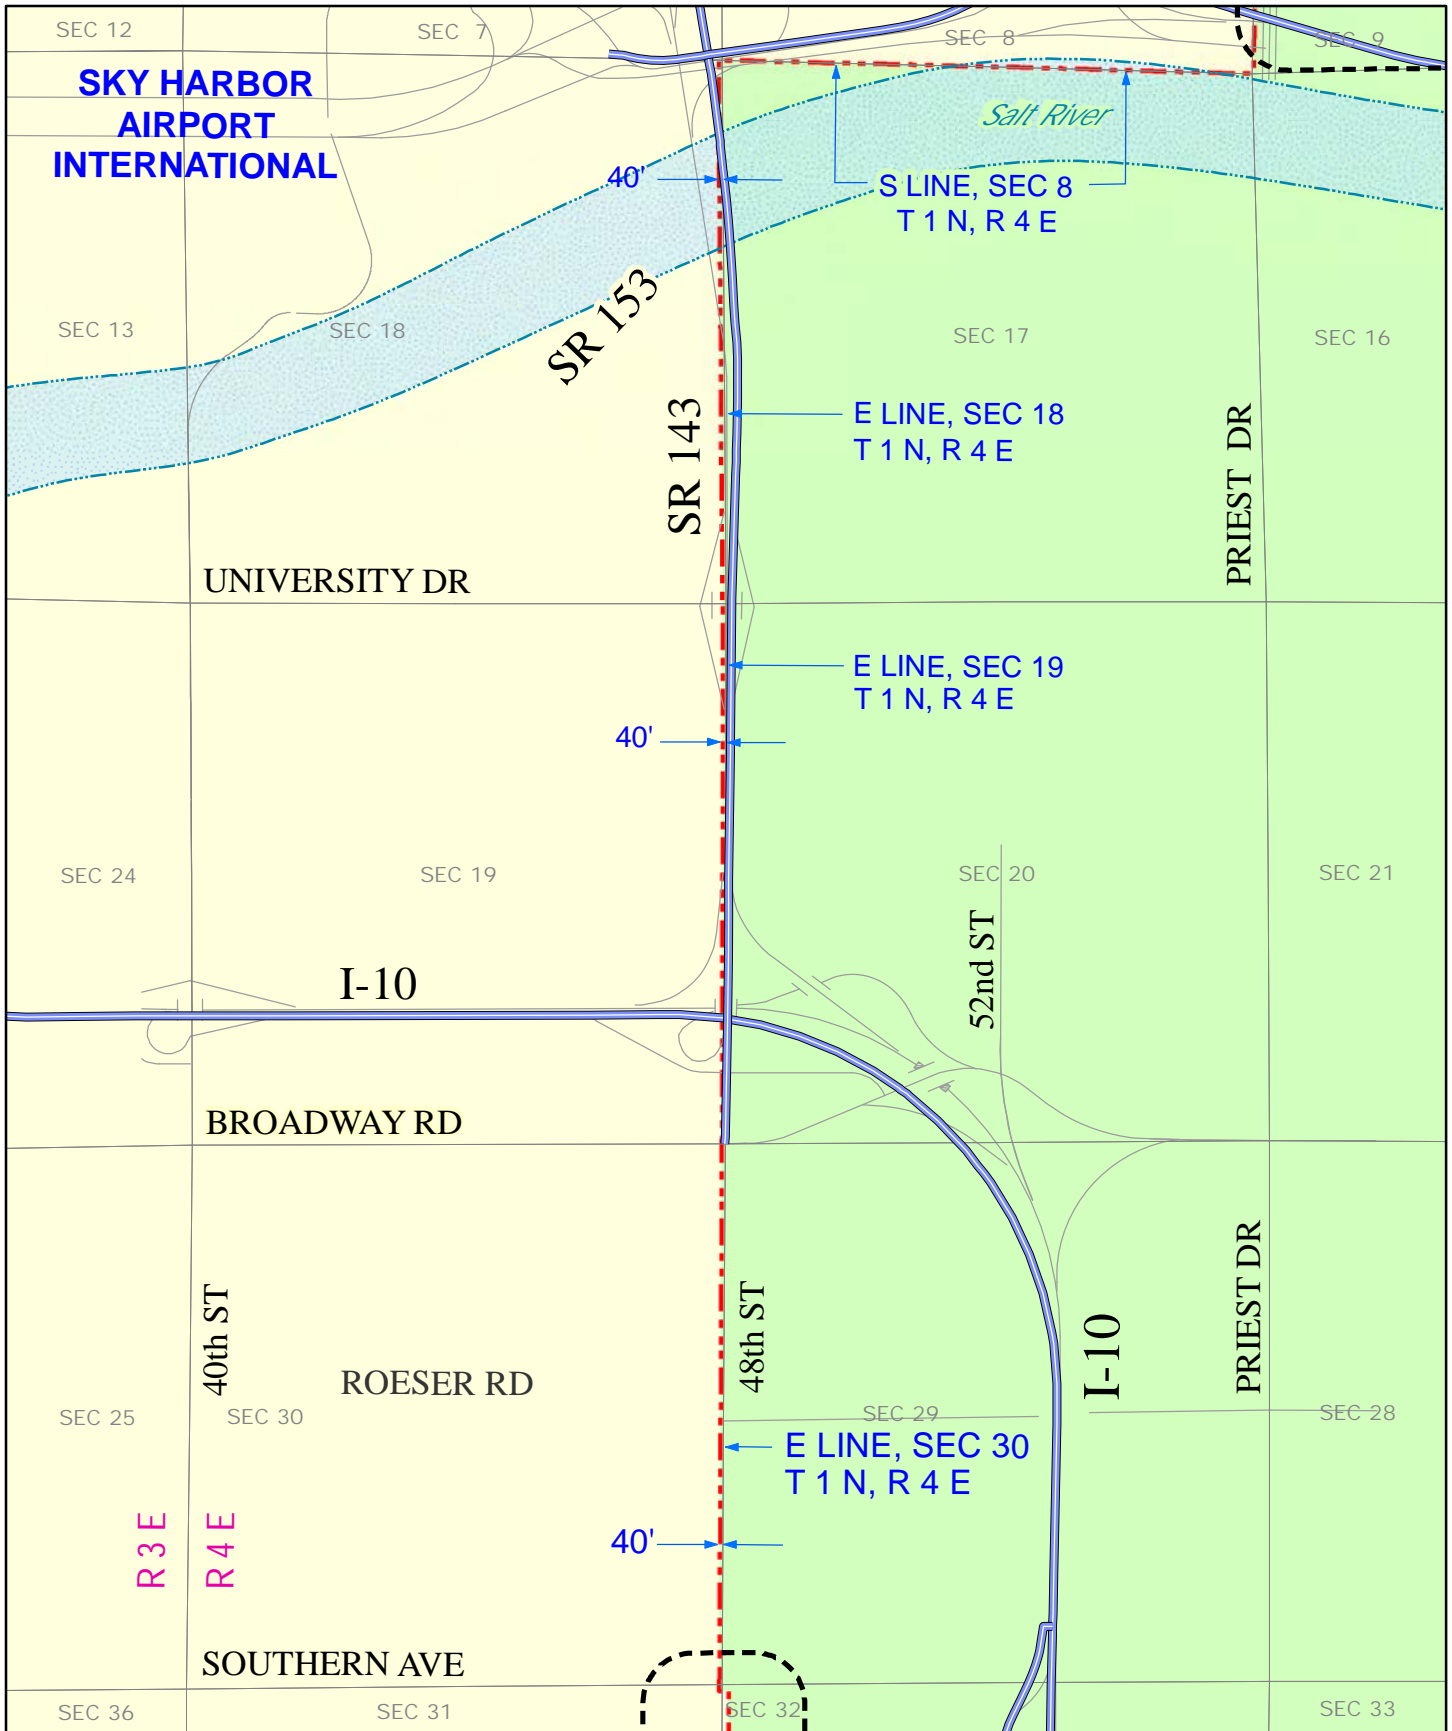 SEC 12
SEC 7
SEC 8
SEC 9
SKY HARBOR
AIRPORT
INTERNATIONAL
Salt River
40'
S LINE, SEC 8
T 1 N, R 4 E
SR 153
SEC 13
SEC 18
SEC 17
SEC 16
SR 143
E LINE, SEC 18
T 1 N, R 4 E
PRIEST DR
UNIVERSITY DR
E LINE, SEC 19
T 1 N, R 4 E
40'
SEC 24
SEC 19
SEC 20
SEC 21
52nd ST
I-10
BROADWAY RD
40th ST
48th ST
I-10
PRIEST DR
ROESER RD
SEC 25
SEC 30
SEC 29
SEC 28
E LINE, SEC 30
T 1 N, R 4 E
R 3 E
R 4 E
40'
SOUTHERN AVE
SEC 36
SEC 31
SEC 32
SEC 33